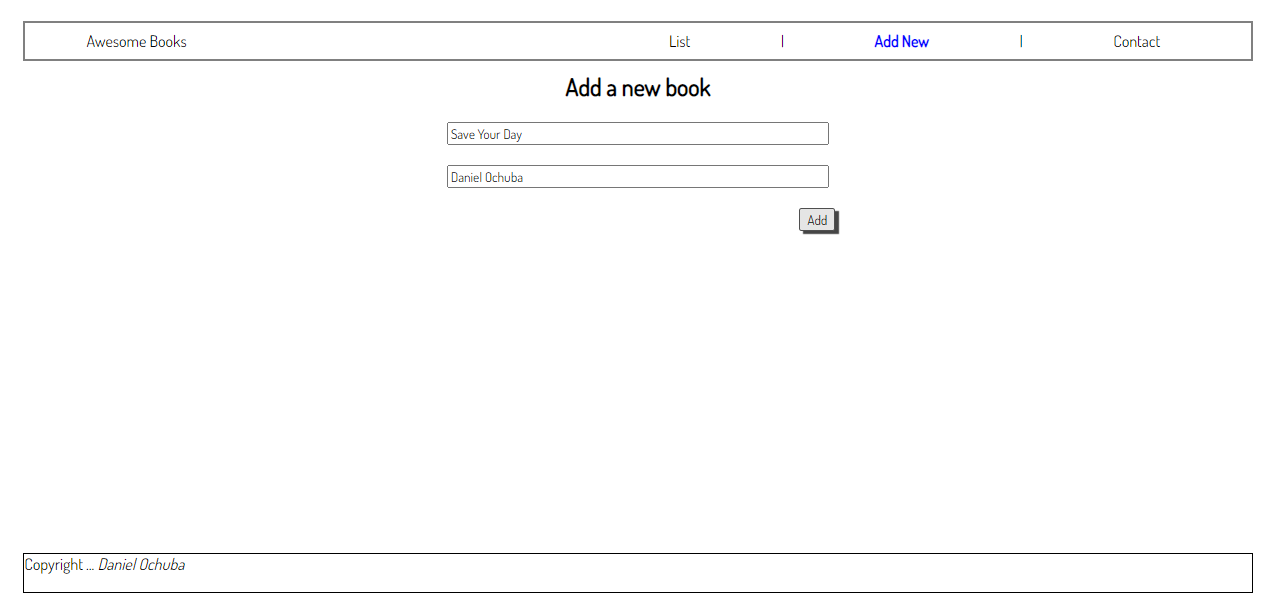 Awesome Books List | Add New | Contact
Add a new book
Save Your Day
Daniel Ochuba
Add
Copyright ... Daniel Ochuba